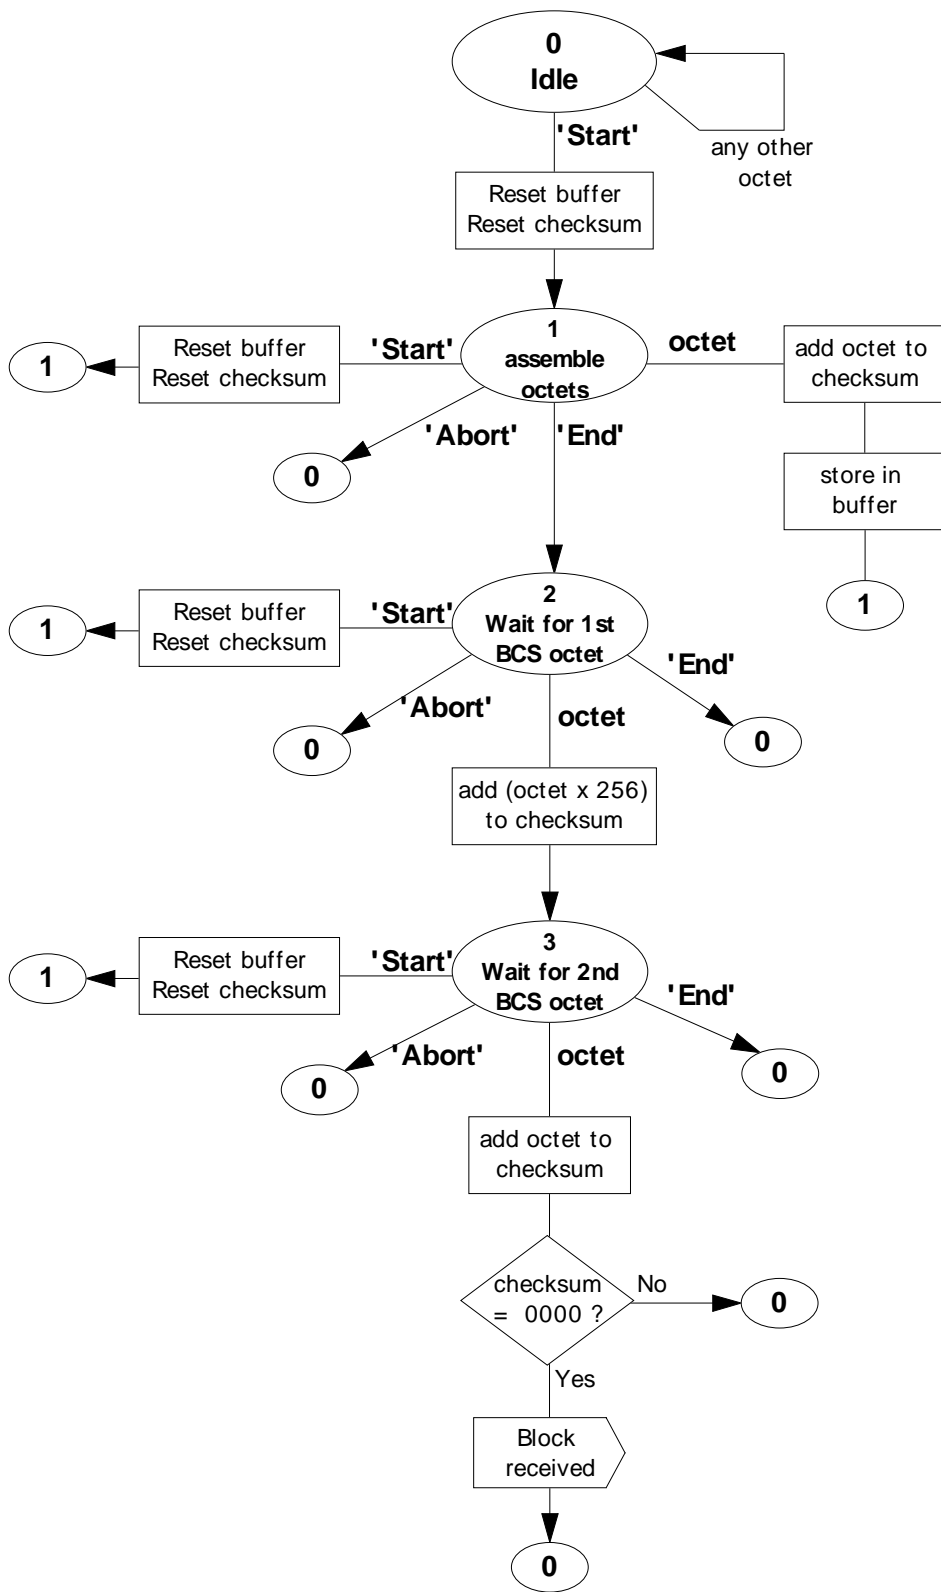 0
Idle
'Start'
any other
octet
Reset buffer
Reset checksum
1
Reset buffer
Reset checksum
'Start'
1
assemble
octets
octet
add octet to
checksum
'Abort'
'End'
0
store in
buffer
1
1
Reset buffer
Reset checksum
'Start'
2
Wait for 1st
BCS octet
'End'
'Abort'
octet
0
0
add (octet x 256)
to checksum
1
Reset buffer
Reset checksum
'Start'
3
Wait for 2nd
BCS octet
'End'
'Abort'
octet
0
0
add octet to
checksum
checksum
= 0000 ?
No
0
Yes
Block
received
0